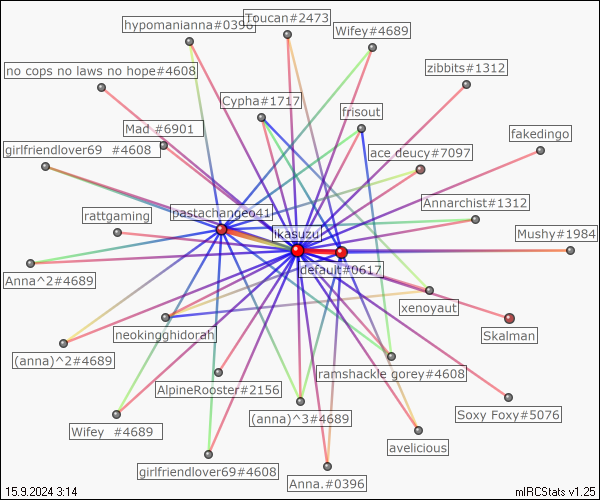 hypomanianna#0396
Toucan#2473
Wifey#4689
no cops no laws no hope#4608
zibbits#1312
Cypha#1717
frisout
Mad #6901
fakedingo
girlfriendlover69 #4608
ace deucy#7097
pastachangeo41
Annarchist#1312
rattgaming
ikasuzu
Mushy#1984
default#0617
Anna^2#4689
xenoyaut
neokingghidorah
Skalman
(anna)^2#4689
ramshackle gorey#4608
AlpineRooster#2156
Soxy Foxy#5076
(anna)^3#4689
Wifey #4689
avelicious
girlfriendlover69#4608
Anna.#0396
15.9.2024 3:14
mIRCStats v1.25